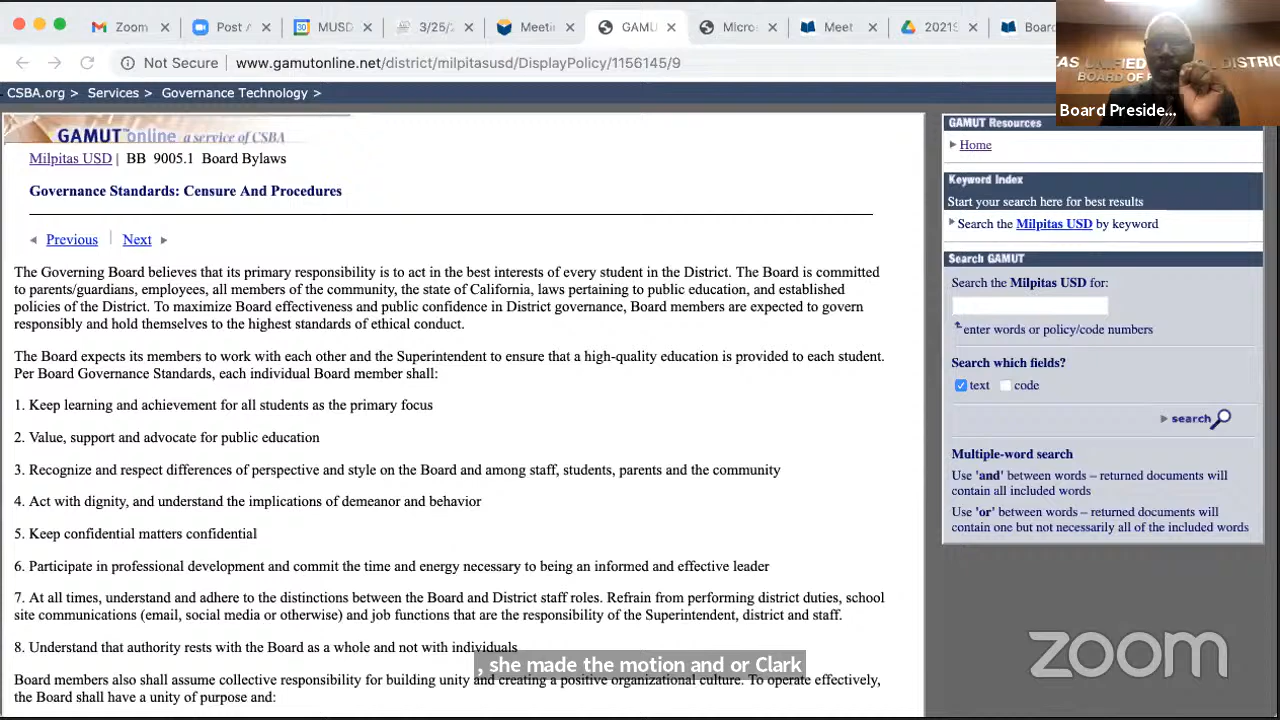 Zoom
Post A
MUSD
3/25/2
Meetin
GAMU
Micro
Meet
2021S
Board
Not Secure
www.gamutonline.net/district/milpitasusd/DisplayPolicy/1156145/9
BOARD OF
Board Preside...
CSBA.org > Services > Governance Technology >
GAMUT online a service of CSBA
Milpitas USD | BB 9005.1 Board Bylaws
Governance Standards: Censure And Procedures
Previous | Next
The Governing Board believes that its primary responsibility is to act in the best interests of every student in the District. The Board is committed
to parents/guardians, employees, all members of the community, the state of California, laws pertaining to public education, and established
policies of the District. To maximize Board effectiveness and public confidence in District governance, Board members are expected to govern
responsibly and hold themselves to the highest standards of ethical conduct.
The Board expects its members to work with each other and the Superintendent to ensure that a high-quality education is provided to each student.
Per Board Governance Standards, each individual Board member shall:
1. Keep learning and achievement for all students as the primary focus
2. Value, support and advocate for public education
3. Recognize and respect differences of perspective and style on the Board and among staff, students, parents and the community
4. Act with dignity, and understand the implications of demeanor and behavior
5. Keep confidential matters confidential
6. Participate in professional development and commit the time and energy necessary to being an informed and effective leader
7. At all times, understand and adhere to the distinctions between the Board and District staff roles. Refrain from performing district duties, school
site communications (email, social media or otherwise) and job functions that are the responsibility of the Superintendent, district and staff.
8. Understand that authority rests with the Board as a whole and not with individuals
Board members also shall assume collective responsibility for building unity and creating a positive organizational culture. To operate effectively,
the Board shall have a unity of purpose and:
, she made the motion and or Clark
GAMUT Resources
Home
Keyword Index
Start your search here for best results
Search the Milpitas USD by keyword
Search GAMUT
Search the Milpitas USD for:
enter words or policy/code numbers
Search which fields?
text code
search
Multiple-word search
Use 'and' between words – returned documents will
contain all included words
Use 'or' between words – returned documents will
contain one but not necessarily all of the included words
zoom